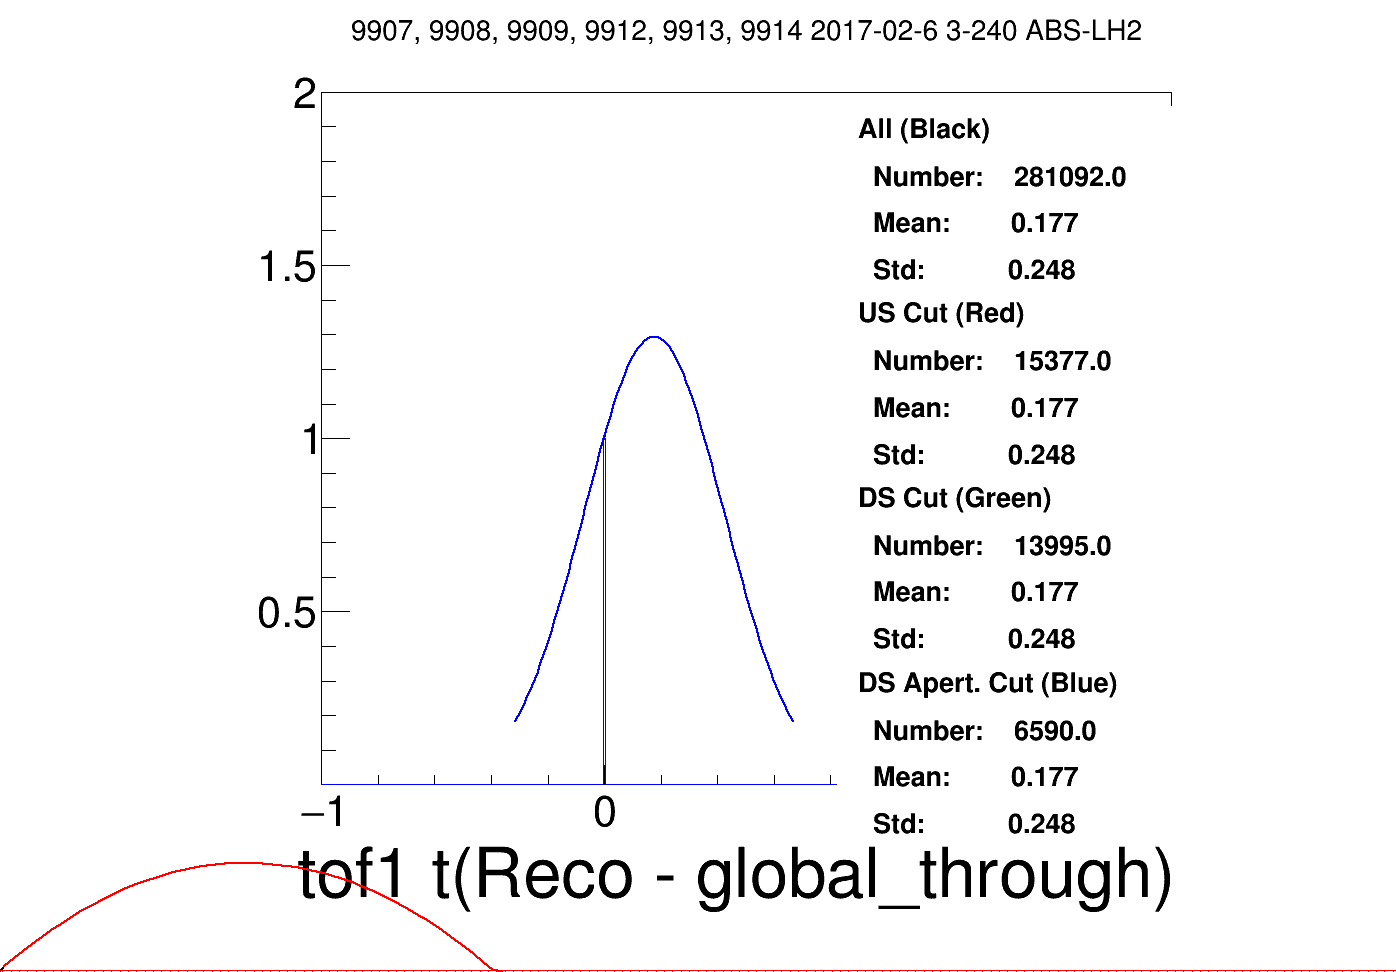 9907, 9908, 9909, 9912, 9913, 9914 2017-02-6 3-240 ABS-LH2
2
1.5
1
0.5
−1 0
All (Black)
Number: 281092.0
Mean: 0.177
Std: 0.248
US Cut (Red)
Number: 15377.0
Mean: 0.177
Std: 0.248
DS Cut (Green)
Number: 13995.0
Mean: 0.177
Std: 0.248
DS Apert. Cut (Blue)
Number: 6590.0
Mean: 0.177
Std: 0.248
tof1 t(Reco - global_through)